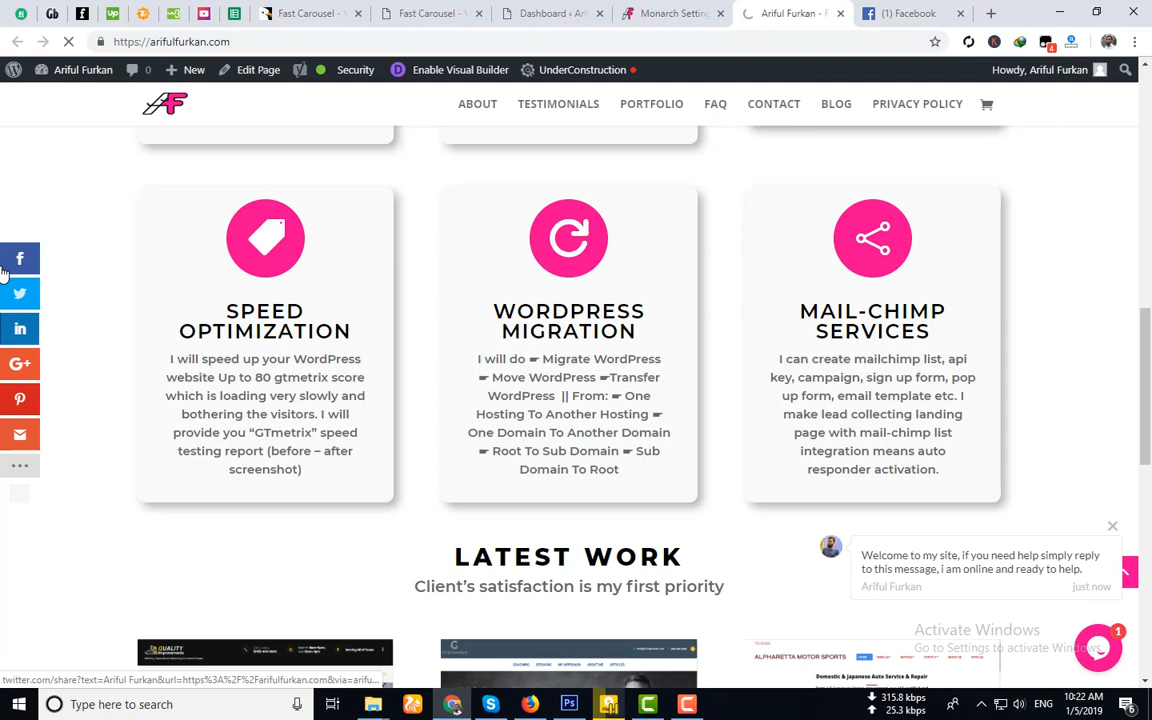 Fast Carousel - W
Fast Carousel - W
Dashboard ‹ Arif
Monarch Setting
Ariful Furkan - F
(1) Facebook
https://arifulfurkan.com
4
Ariful Furkan
0
New
Edit Page
Security
Enable Visual Builder
UnderConstruction
Howdy, Ariful Furkan
AF
ABOUT
TESTIMONIALS
PORTFOLIO
FAQ
CONTACT
BLOG
PRIVACY POLICY
SPEED
OPTIMIZATION
I will speed up your WordPress
website Up to 80 gtmetrix score
which is loading very slowly and
bothering the visitors. I will
provide you “GTmetrix” speed
testing report (before – after
screenshot)
WORDPRESS
MIGRATION
I will do ☛ Migrate WordPress
☛ Move WordPress ☛Transfer
WordPress || From: ☛ One
Hosting To Another Hosting ☛
One Domain To Another Domain
☛ Root To Sub Domain ☛ Sub
Domain To Root
MAIL-CHIMP
SERVICES
I can create mailchimp list, api
key, campaign, sign up form, pop
up form, email template etc. I
make lead collecting landing
page with mail-chimp list
integration means auto
responder activation.
LATEST WORK
Client’s satisfaction is my first priority
Welcome to my site, if you need help simply reply
to this message, i am online and ready to help.
Ariful Furkan
just now
Activate Windows
Go to Settings to activate Windows.
1
QUALITY
ALPHARETTA MOTOR SPORTS
Domestic & Japanese Auto Service & Repair
twitter.com/share?text=Ariful Furkan&url=https%3A%2F%2Farifulfurkan.com&via=arifu...
Type here to search
315.8 kbps
25.3 kbps
ENG
10:22 AM
1/5/2019
6